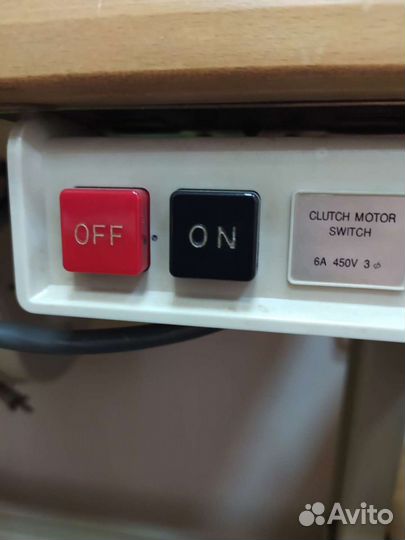 OFF
ON
CLUTCH MOTOR
SWITCH
6A 450V 3⌀
Avito